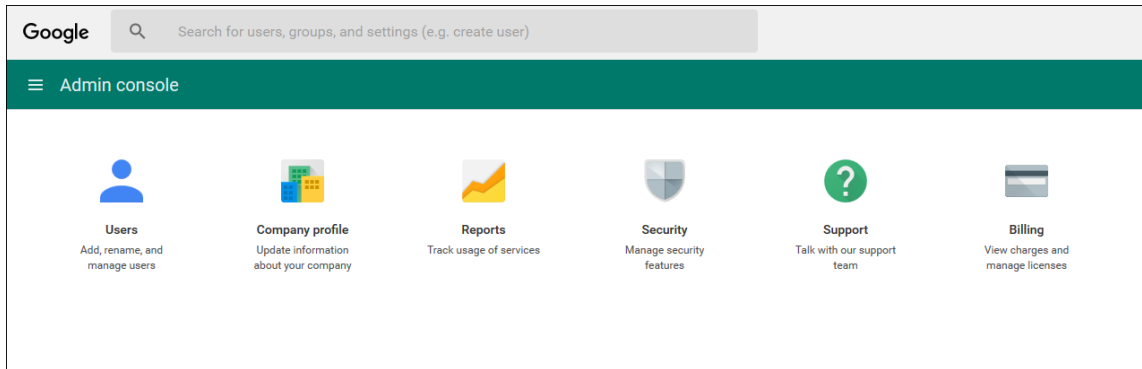 Google
Search for users, groups, and settings (e.g. create user)
Admin console
Users
Add, rename, and
manage users
Company profile
Update information
about your company
Reports
Track usage of services
Security
Manage security
features
Support
Talk with our support
team
Billing
View charges and
manage licenses